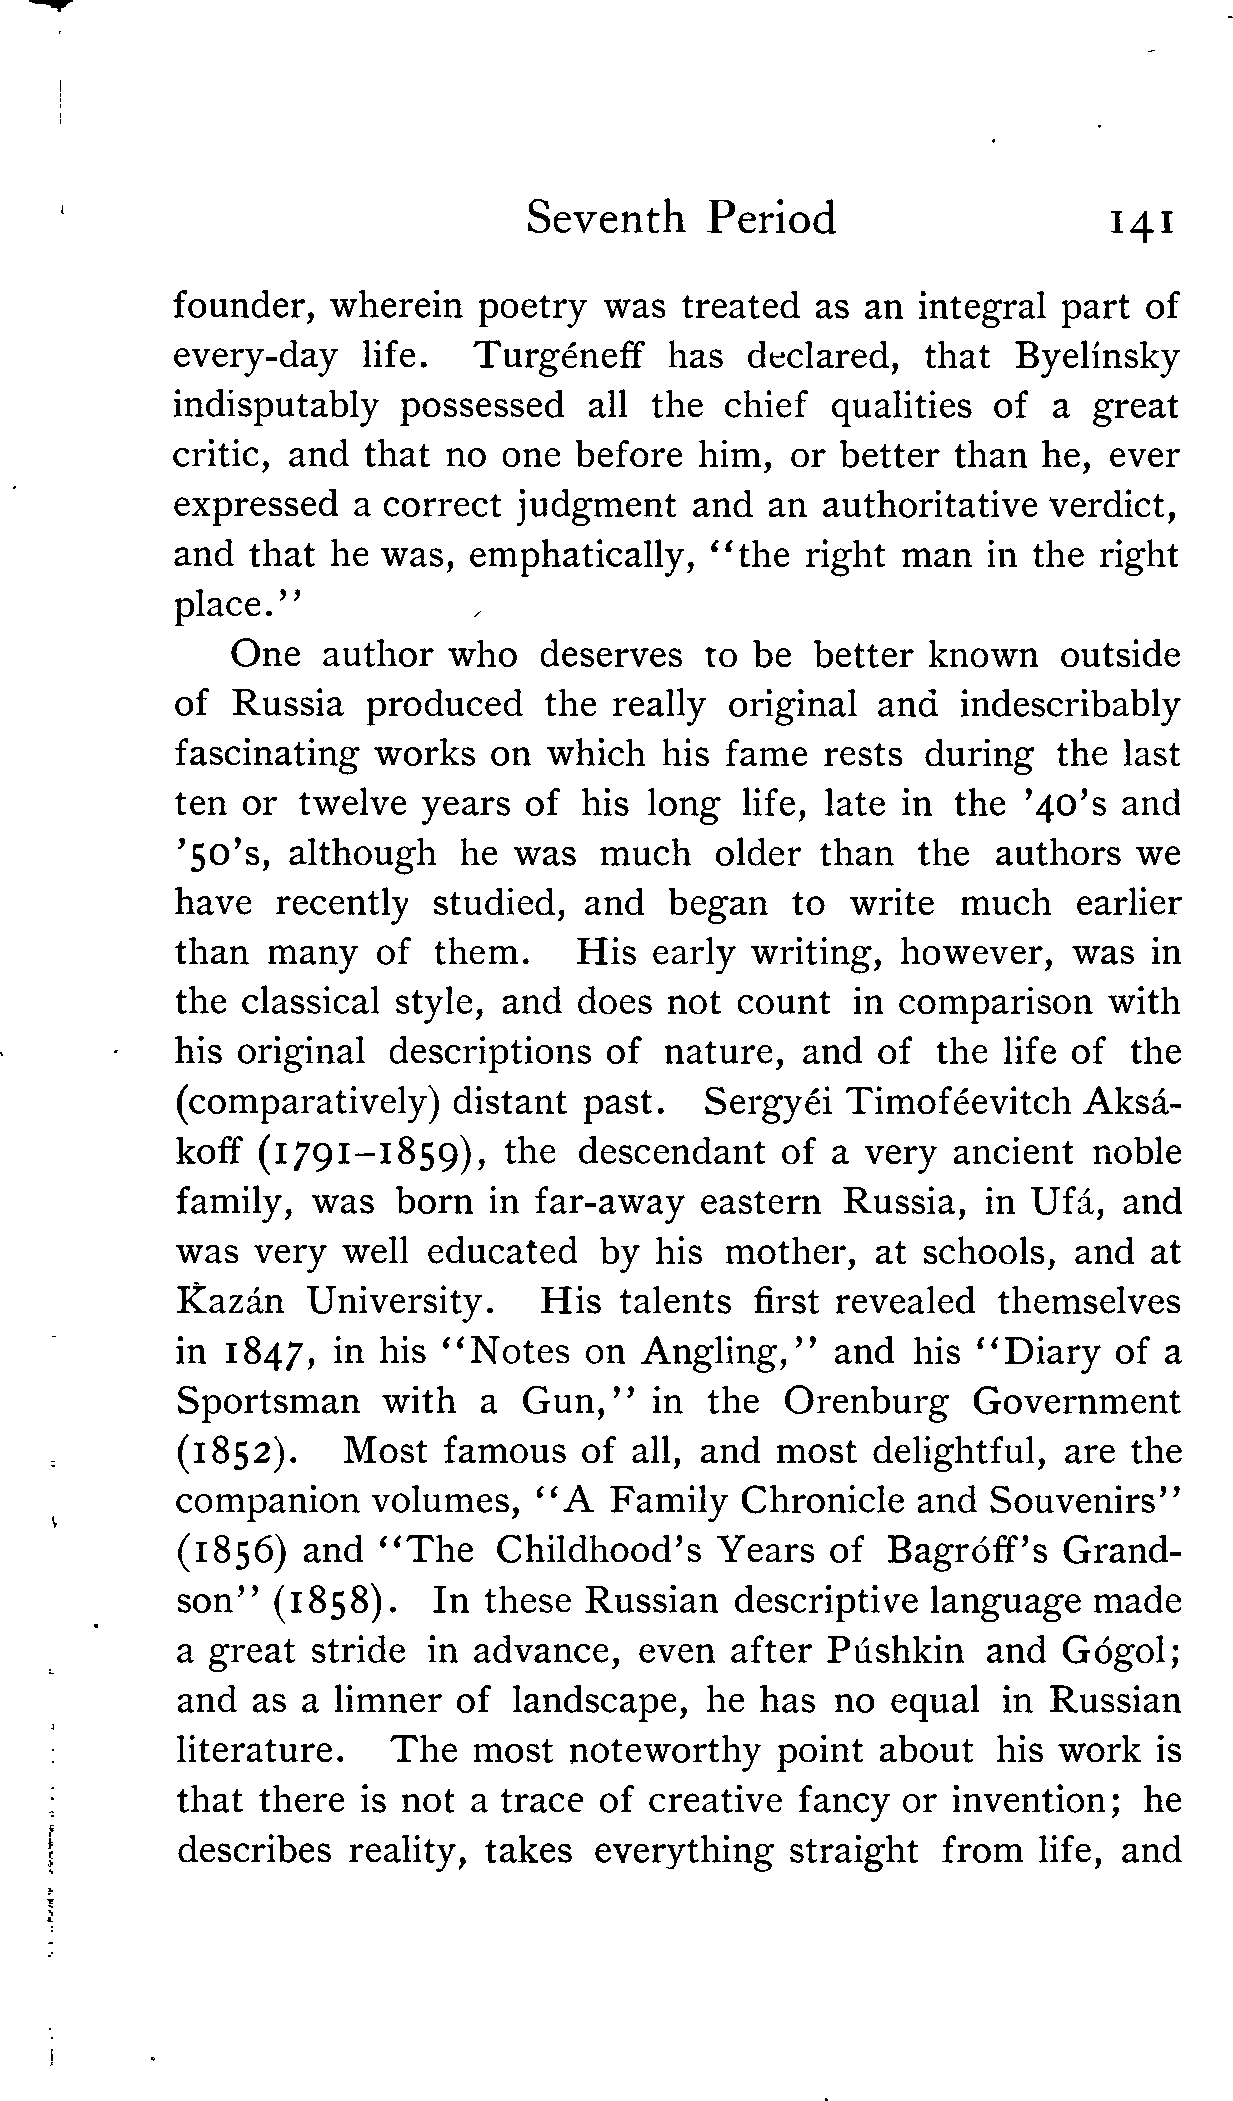 Seventh Period 141
founder, wherein poetry was treated as an integral part of
every-day life. Turgéneff has declared, that Byelínsky
indisputably possessed all the chief qualities of a great
critic, and that no one before him, or better than he, ever
expressed a correct judgment and an authoritative verdict,
and that he was, emphatically, "the right man in the right
place."
One author who deserves to be better known outside
of Russia produced the really original and indescribably
fascinating works on which his fame rests during the last
ten or twelve years of his long life, late in the '40's and
'50's, although he was much older than the authors we
have recently studied, and began to write much earlier
than many of them. His early writing, however, was in
the classical style, and does not count in comparison with
his original descriptions of nature, and of the life of the
(comparatively) distant past. Sergyéi Timoféevitch Aksá-
koff (1791–1859), the descendant of a very ancient noble
family, was born in far-away eastern Russia, in Ufá, and
was very well educated by his mother, at schools, and at
Kazán University. His talents first revealed themselves
in 1847, in his "Notes on Angling," and his "Diary of a
Sportsman with a Gun," in the Orenburg Government
(1852). Most famous of all, and most delightful, are the
companion volumes, "A Family Chronicle and Souvenirs"
(1856) and "The Childhood's Years of Bagróff's Grand-
son" (1858). In these Russian descriptive language made
a great stride in advance, even after Púshkin and Gógol;
and as a limner of landscape, he has no equal in Russian
literature. The most noteworthy point about his work is
that there is not a trace of creative fancy or invention; he
describes reality, takes everything straight from life, and